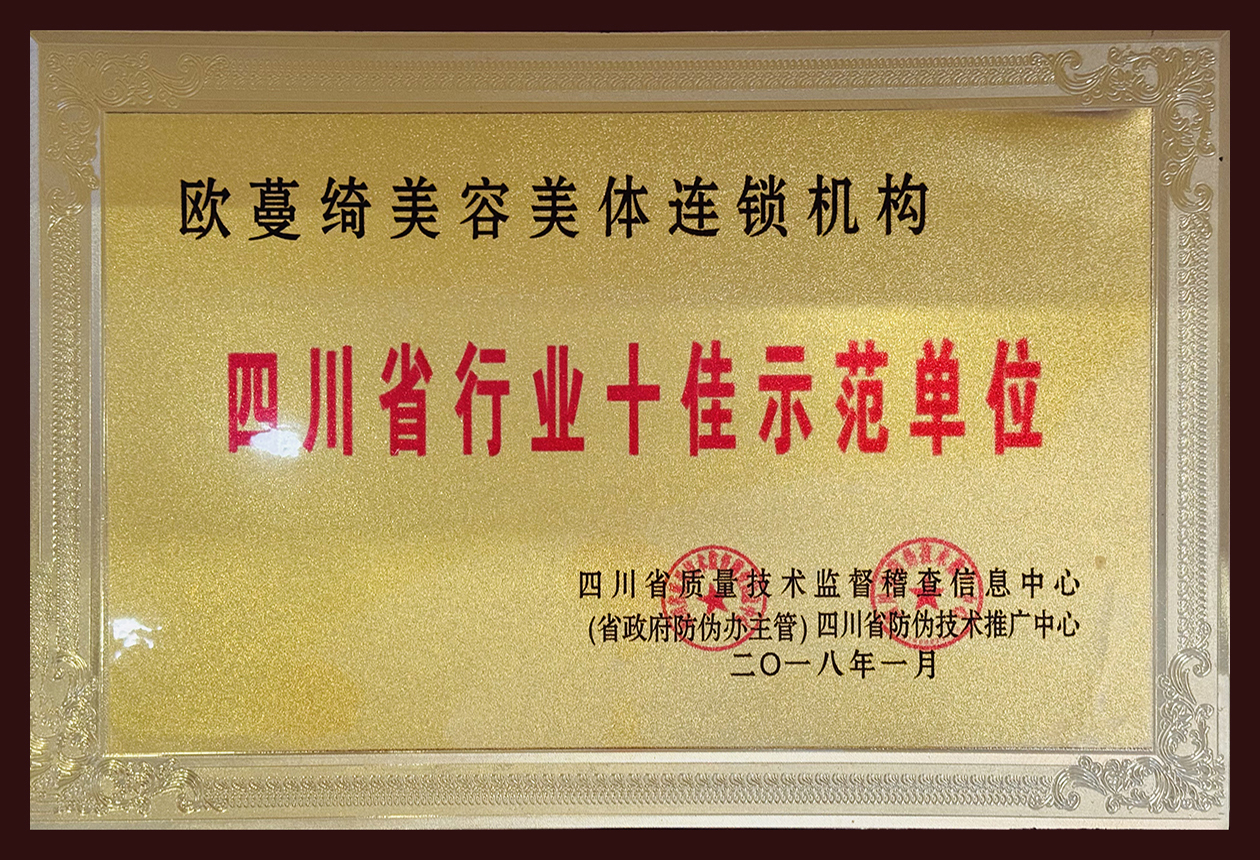 欧蔓绮美容美体连锁机构
四川省行业十佳示范单位
四川省质量技术监督稽查信息中心
(省政府防伪办主管)四川省防伪技术推广中心
二〇一八年一月